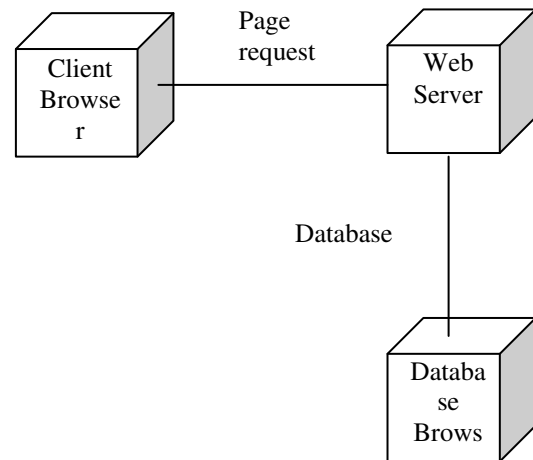 Page
request
Client
Browse
r
Web
Server
Database
Databa
se
Brows